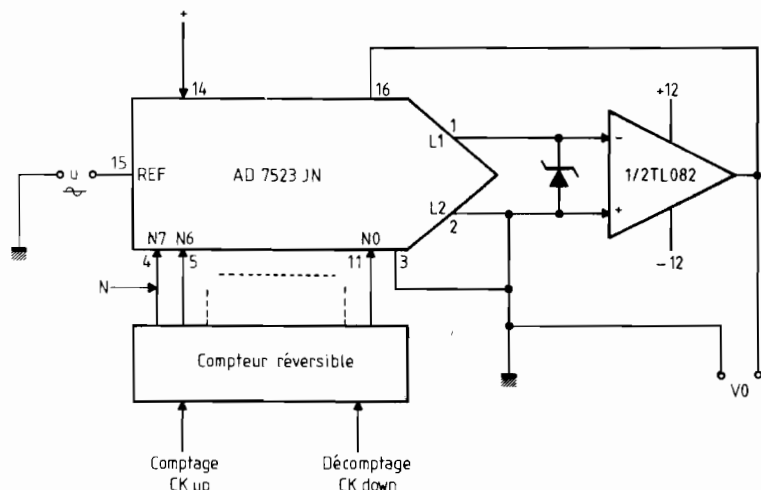 +
14
16
15
u
REF
AD 7523 JN
L1
1
L2
2
N7
N6
N0
4
5
11
3
N
+12
-
1/2TL082
+
-12
V0
Compteur réversible
Comptage
CK up
Décomptage
CK down